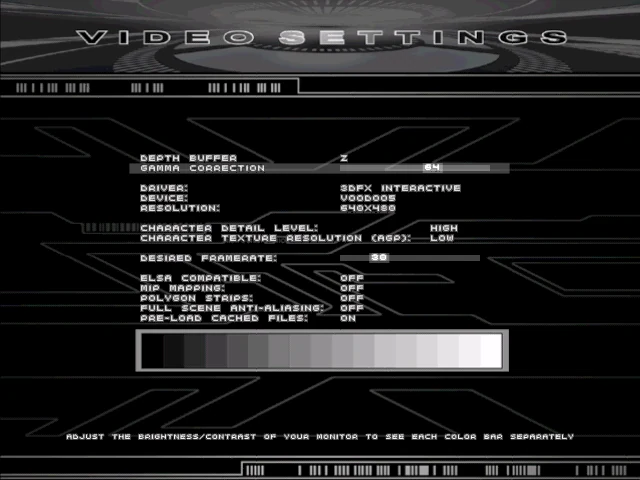 VIDEO SETTINGS
DEPTH BUFFER Z
GAMMA CORRECTION 64
DRIVER: 3DFX INTERACTIVE
DEVICE: VOODOO5
RESOLUTION: 640X480
CHARACTER DETAIL LEVEL: HIGH
CHARACTER TEXTURE RESOLUTION (AGP): LOW
DESIRED FRAMERATE: 30
ELSA COMPATIBLE: OFF
MIP MAPPING: OFF
POLYGON STRIPS: OFF
FULL SCENE ANTI-ALIASING: OFF
PRE-LOAD CACHED FILES: ON
ADJUST THE BRIGHTNESS/CONTRAST OF YOUR MONITOR TO SEE EACH COLOR BAR SEPARATELY